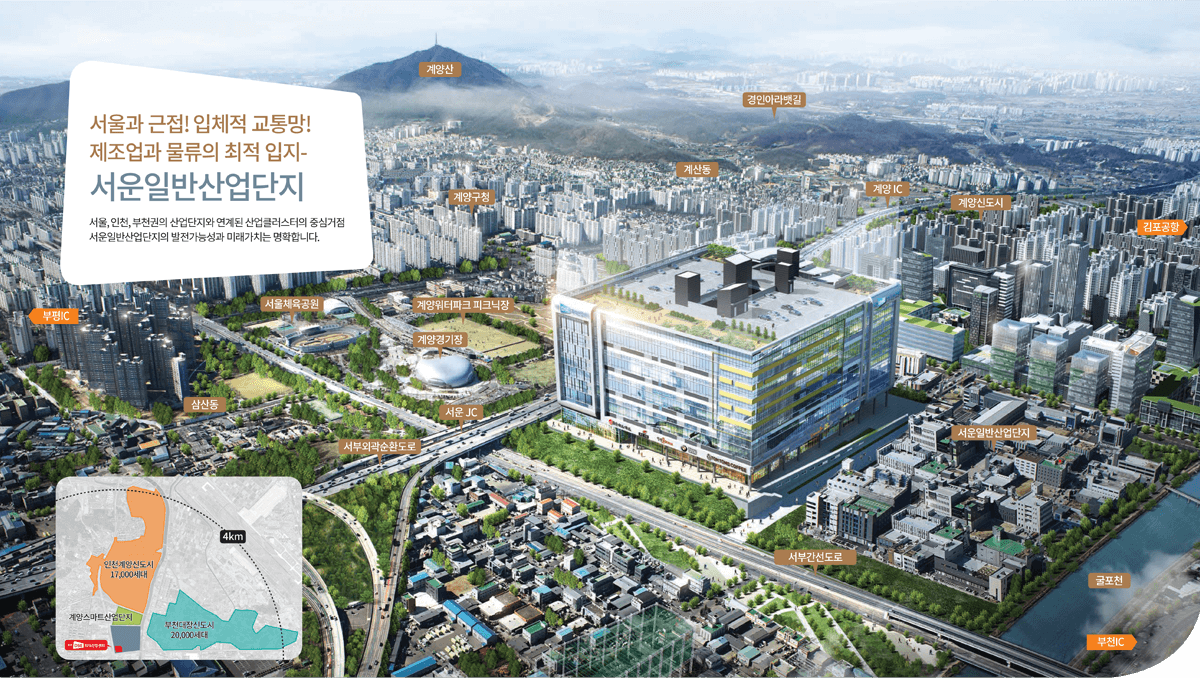 계양산
경인아라뱃길
서울과 근접! 입체적 교통망!
제조업과 물류의 최적 입지-
서운일반산업단지
서울, 인천, 부천권의 산업단지와 연계된 산업클러스터의 중심거점
서운일반산업단지의 발전가능성과 미래가치는 명확합니다.
계산동
계양 IC
계양구청
계양신도시
김포공항
서운체육공원
계양워터파크 피크닉장
부평IC
계양경기장
삼산동
서운 JC
서운일반산업단지
서부외곽순환도로
4km
인천계양신도시
17,000세대
서부간선도로
굴포천
계양스마트산업단지
부천대장신도시
20,000세대
부천IC